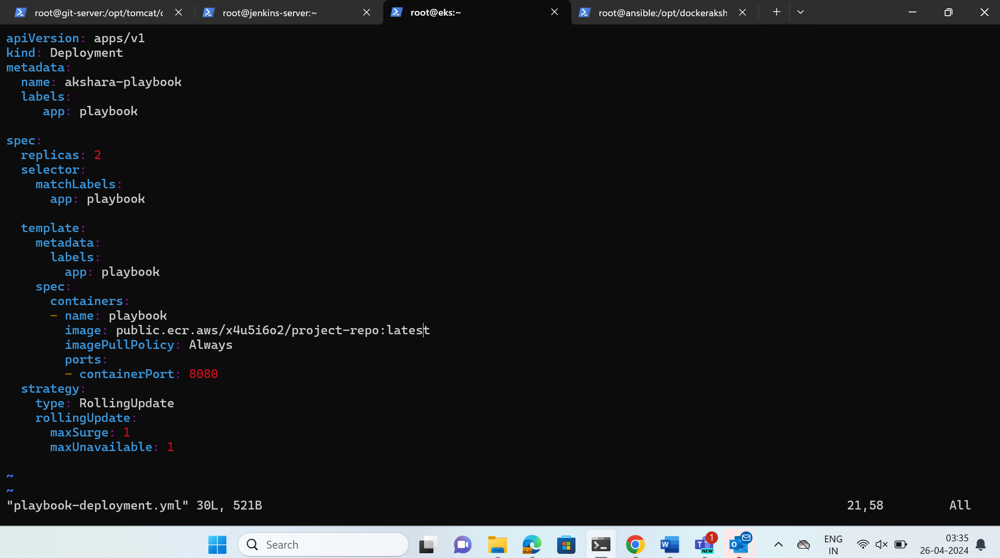 root@git-server:/opt/tomcat/c
root@jenkins-server:~
root@eks:~
root@ansible:/opt/dockeraksh
apiVersion: apps/v1
kind: Deployment
metadata:
  name: akshara-playbook
  labels:
     app: playbook

spec:
  replicas: 2
  selector:
    matchLabels:
      app: playbook

  template:
    metadata:
      labels:
        app: playbook
    spec:
      containers:
      - name: playbook
        image: public.ecr.aws/x4u5i6o2/project-repo:latest
        imagePullPolicy: Always
        ports:
        - containerPort: 8080
  strategy:
    type: RollingUpdate
    rollingUpdate:
      maxSurge: 1
      maxUnavailable: 1

~
~
"playbook-deployment.yml" 30L, 521B 21,58 All
Search
1
NEW
ENG
IN
03:35
26-04-2024